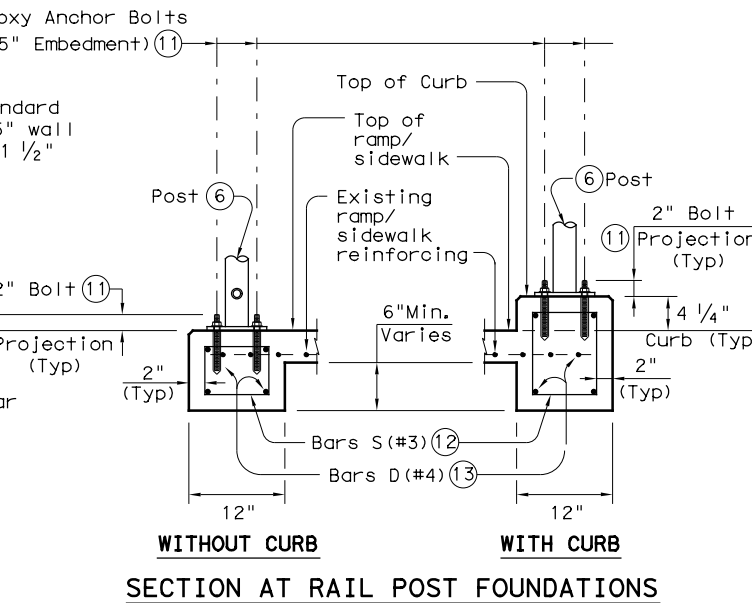 oxy Anchor Bolts
5" Embedment) 11
ndard
" wall
1 ½"
Top of Curb
Top of
ramp/
sidewalk
Post 6
Existing
ramp/
sidewalk
reinforcing
6 Post
2" Bolt
11 Projection
(Typ)
2" Bolt 11
Projection
(Typ)
6"Min.
Varies
4 ¼"
Curb (Typ
2"
(Typ)
2"
(Typ)
ar
Bars S(#3) 12
Bars D(#4) 13
12"
12"
WITHOUT CURB
WITH CURB
SECTION AT RAIL POST FOUNDATIONS